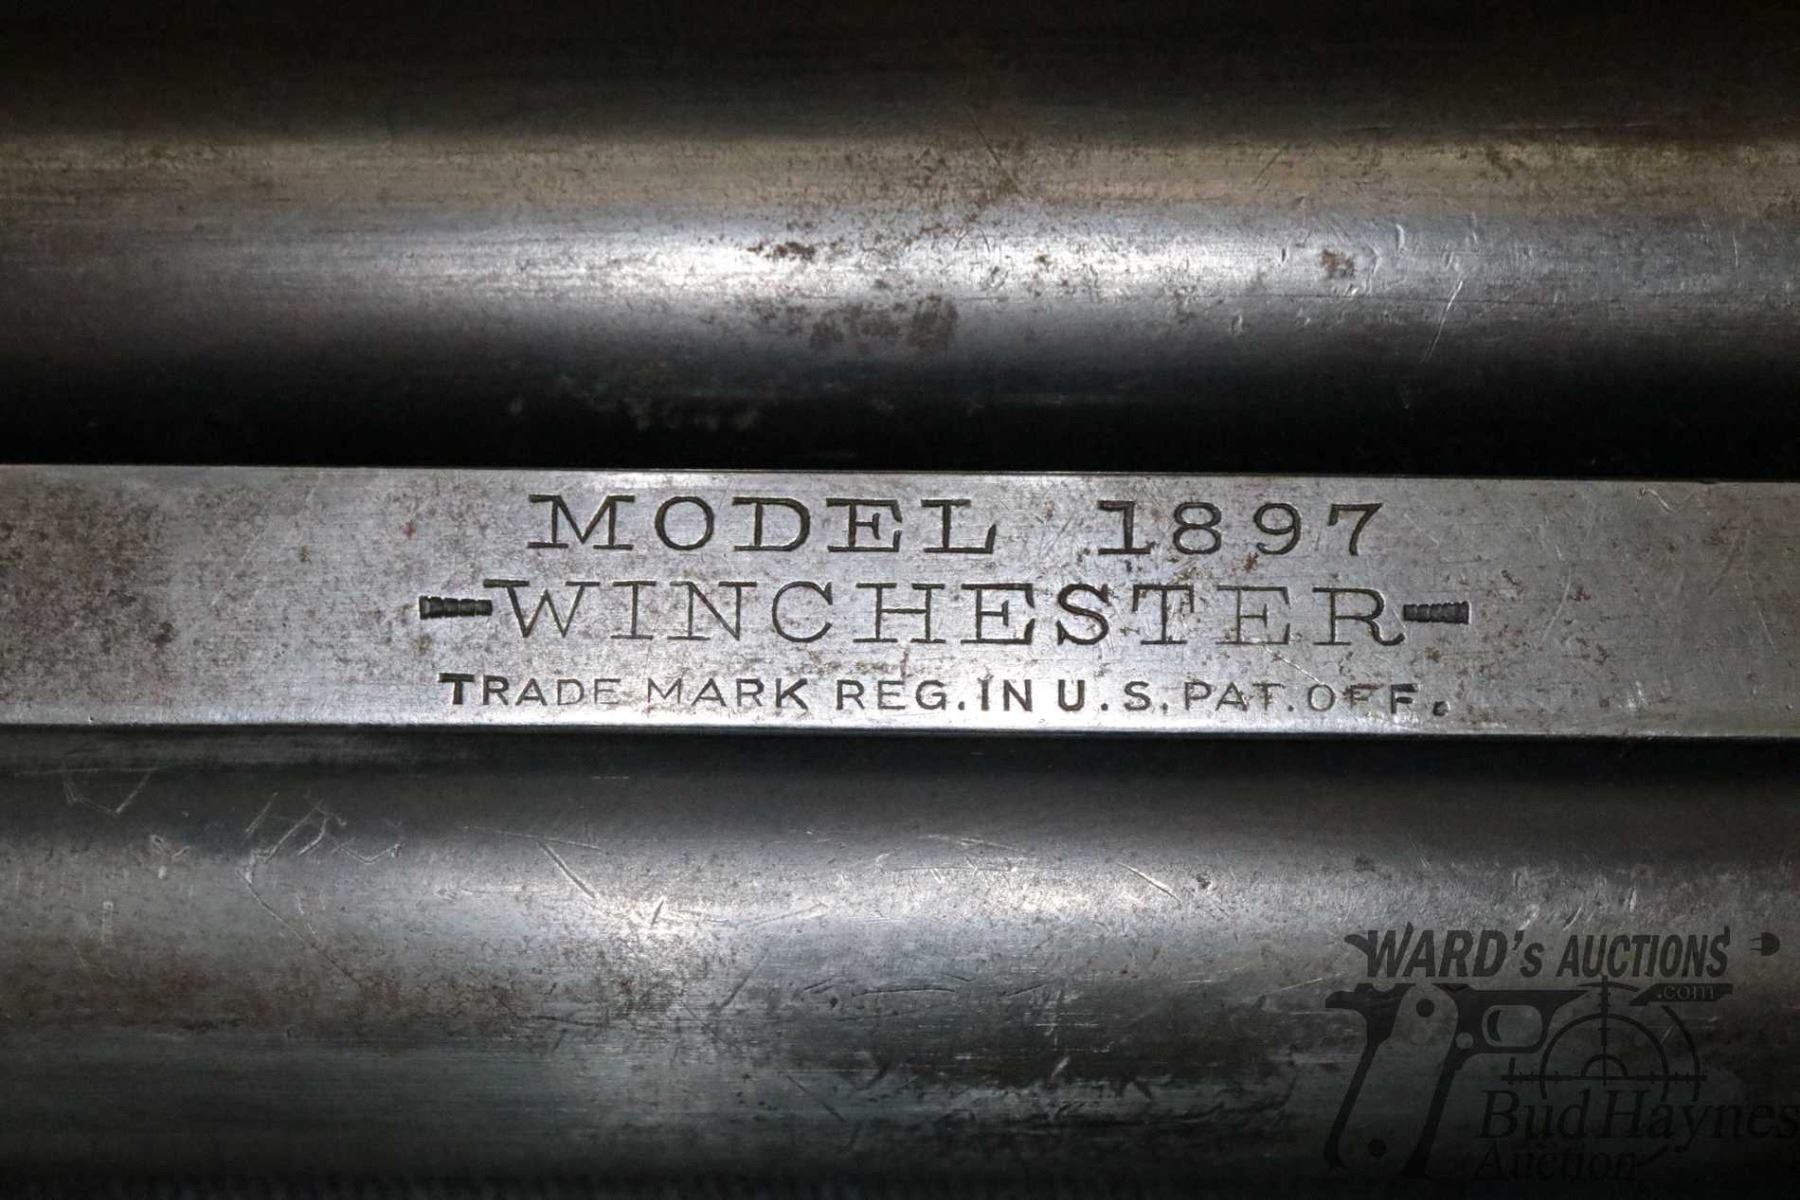 MODEL 1897
-WINCHESTER-
TRADE MARK REG. IN U.S. PAT. OFF.
WARD's AUCTIONS
.com
Bud Haynes
Auction